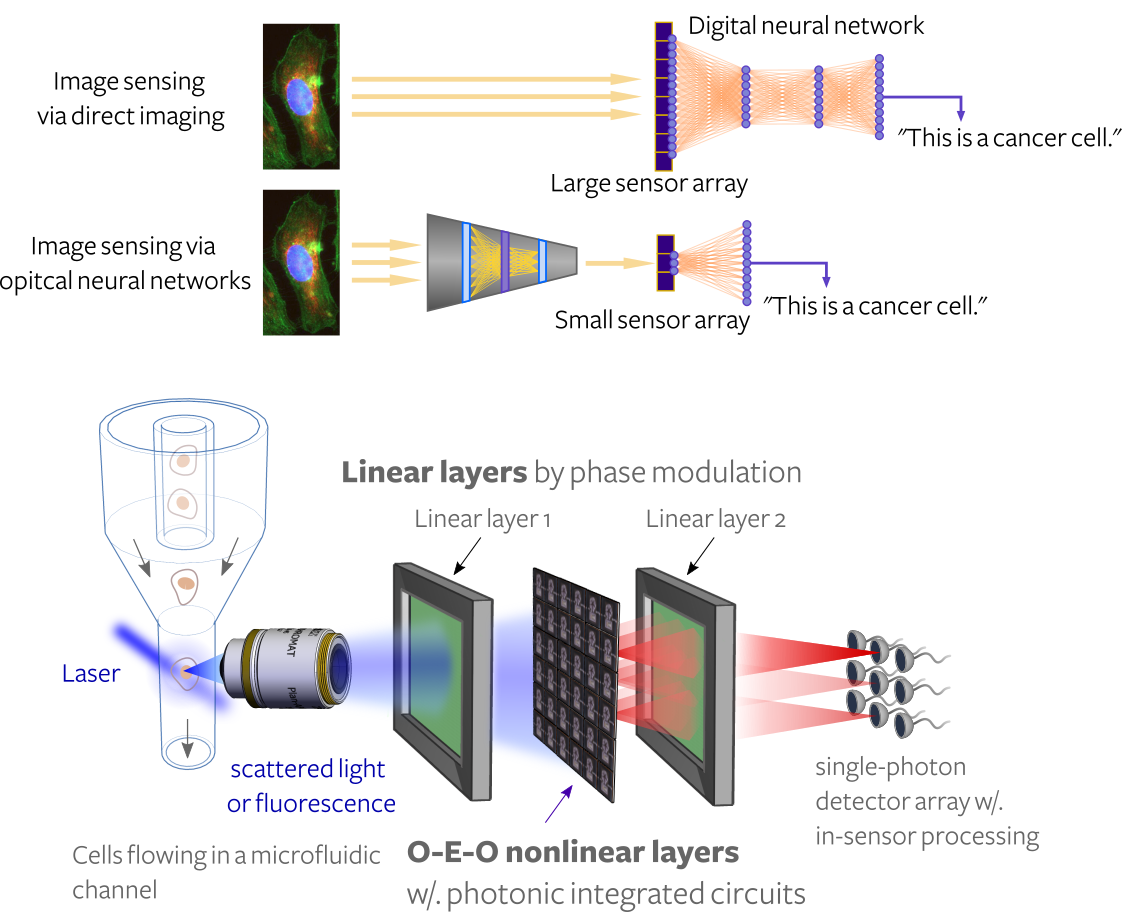 Digital neural network
Image sensing
via direct imaging
"This is a cancer cell."
Large sensor array
Image sensing via
opitcal neural networks
"This is a cancer cell."
Small sensor array
Linear layers by phase modulation
Linear layer 1
Linear layer 2
Laser
scattered light
or fluorescence
single-photon
detector array w/.
in-sensor processing
Cells flowing in a microfluidic
channel
O-E-O nonlinear layers
w/. photonic integrated circuits